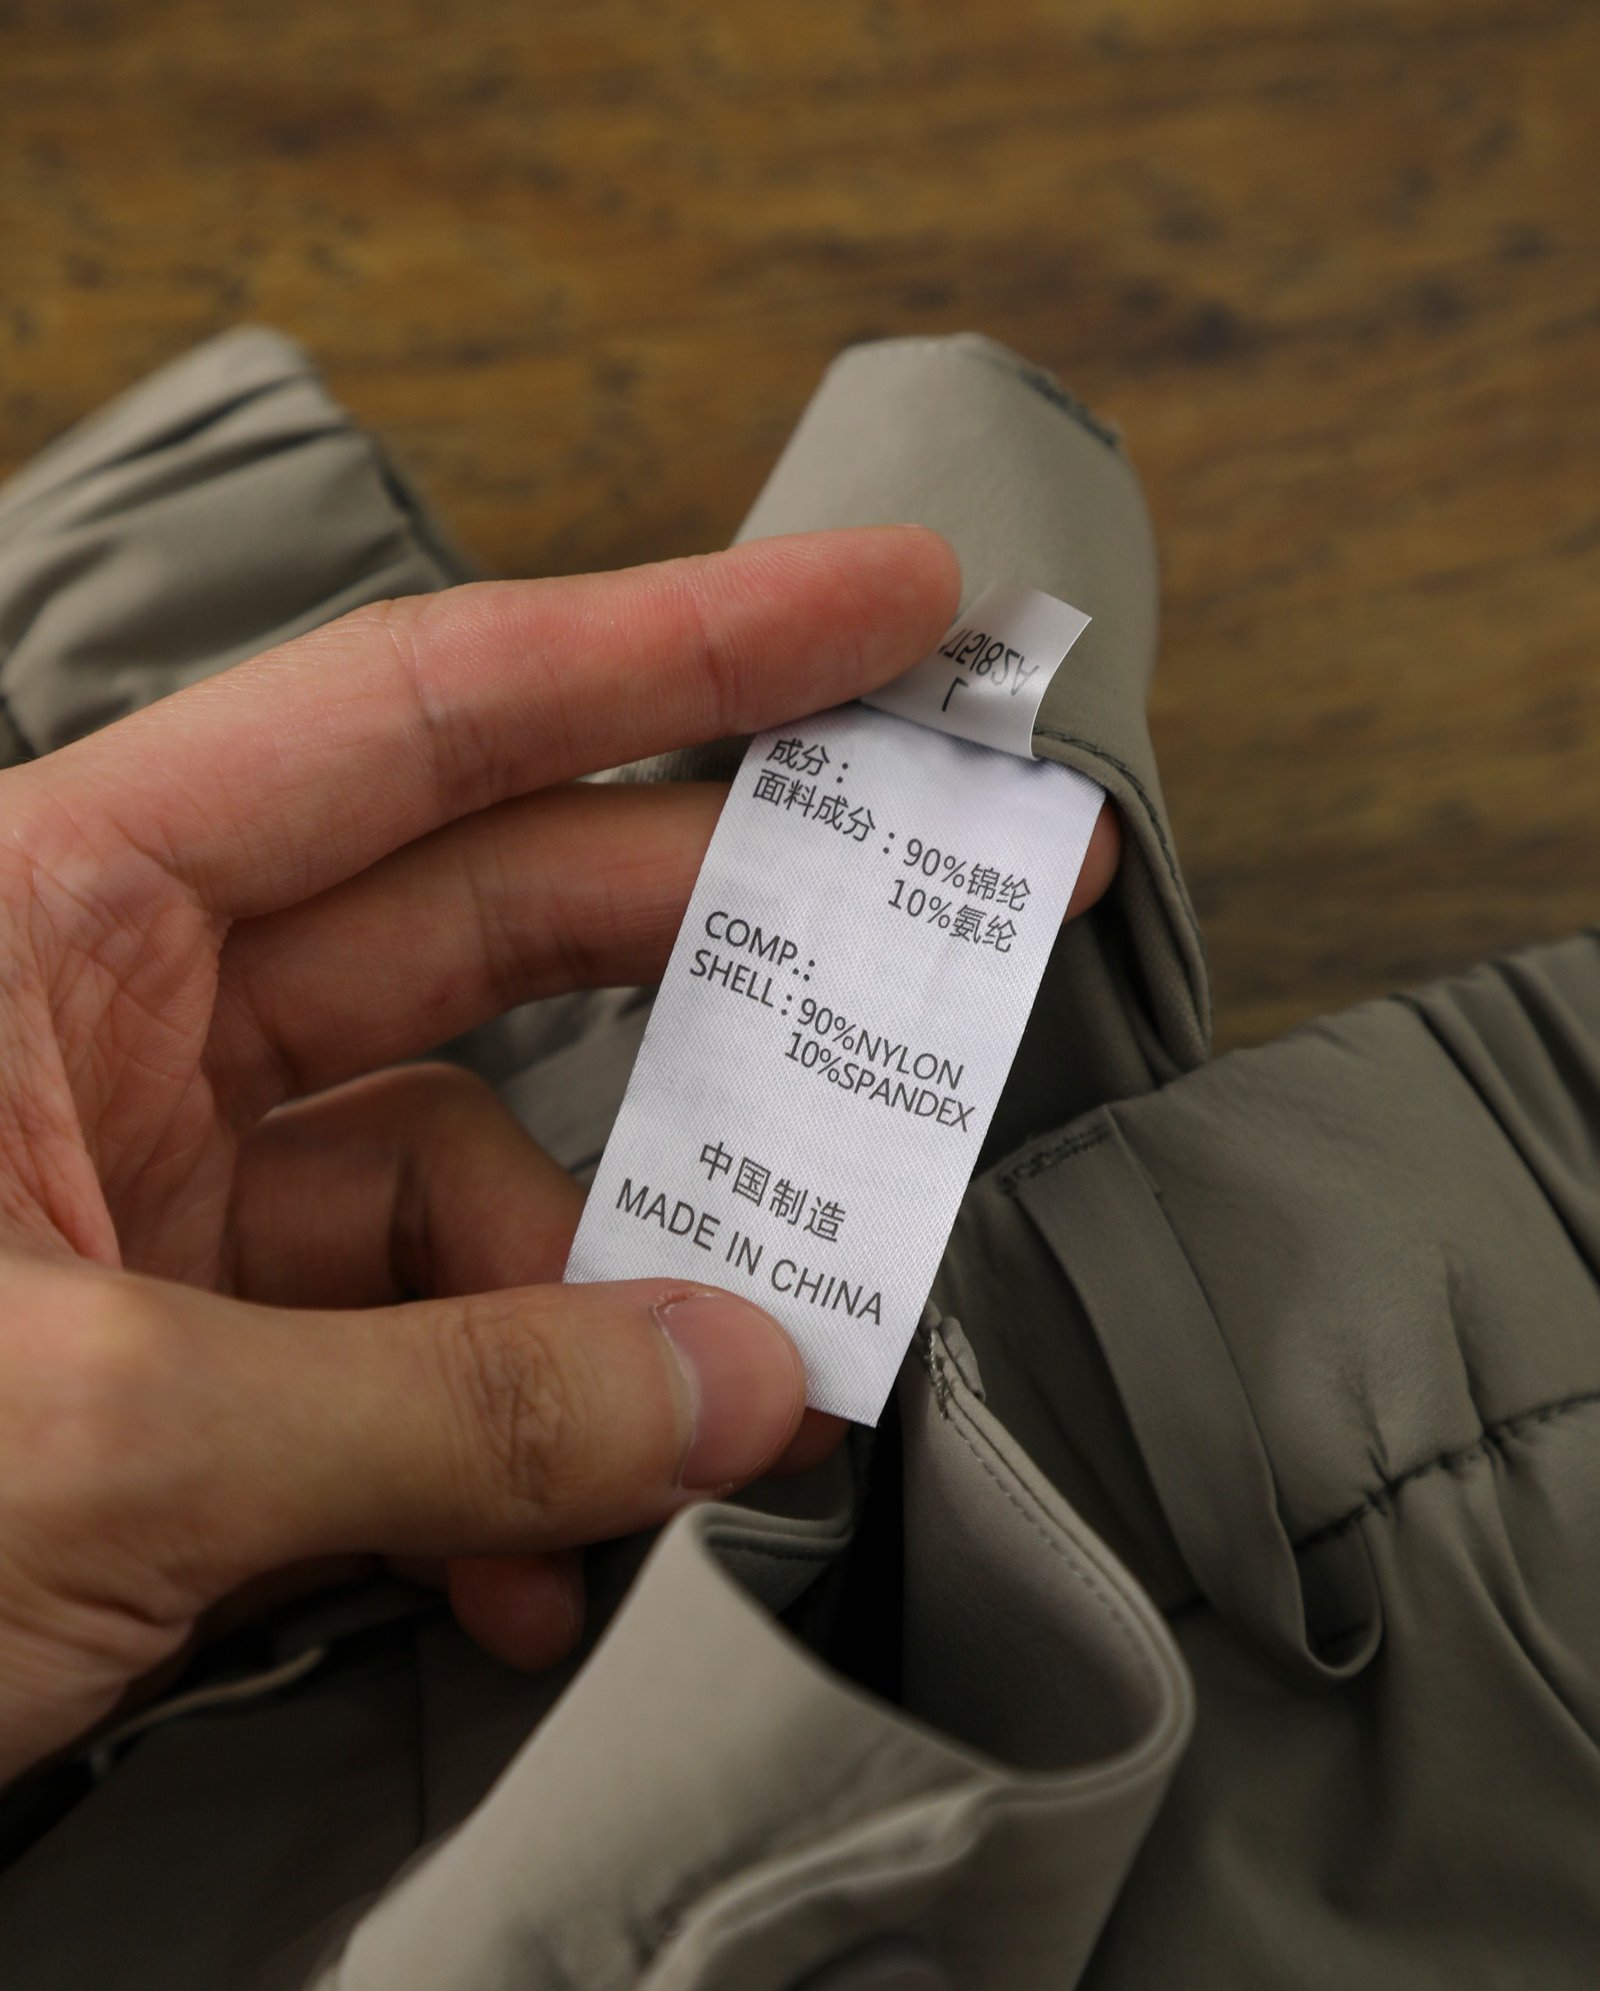 L
成分：
面料成分：90%锦纶
10%氨纶
COMP.:
SHELL：90%NYLON
10%SPANDEX
中国制造
MADE IN CHINA